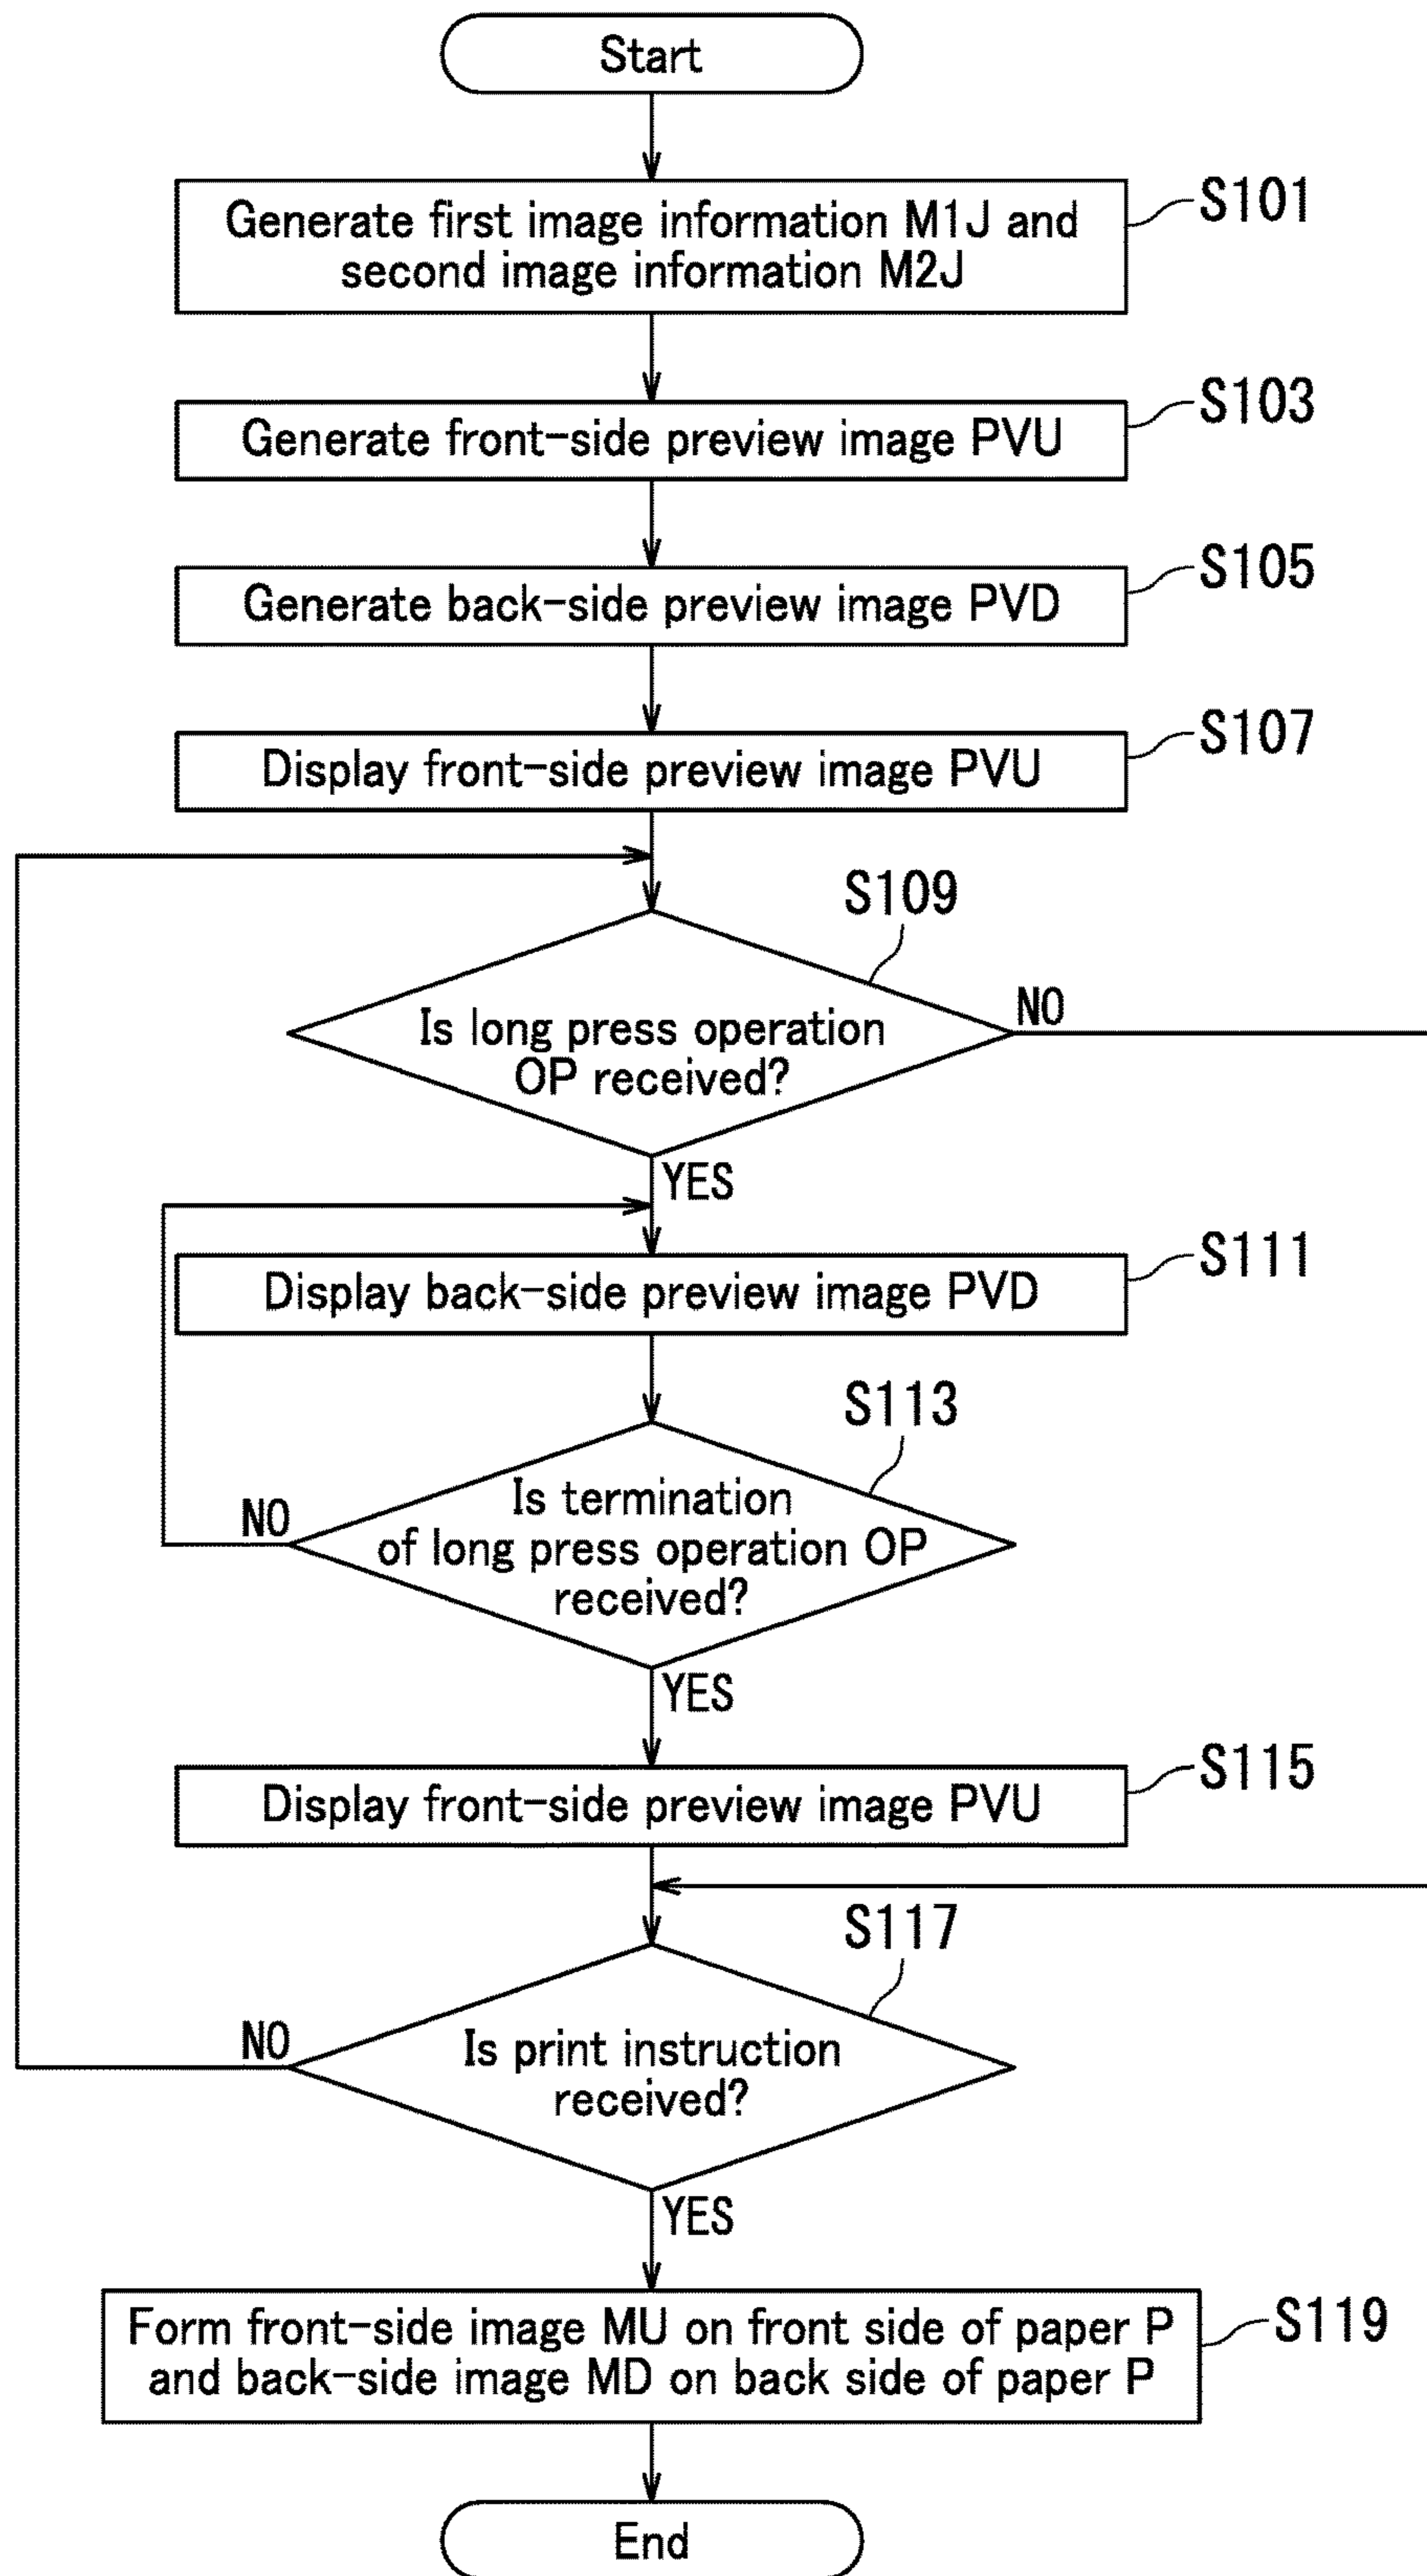 Start
S101
Generate first image information M1J and
second image information M2J
S103
Generate front-side preview image PVU
S105
Generate back-side preview image PVD
S107
Display front-side preview image PVU
S109
NO
Is long press operation
OP received?
YES
S111
Display back-side preview image PVD
S113
Is termination
NO
of long press operation OP
received?
YES
S115
Display front-side preview image PVU
S117
NO
Is print instruction
received?
YES
Form front-side image MU on front side of paper P
S119
and back-side image MD on back side of paper P
End